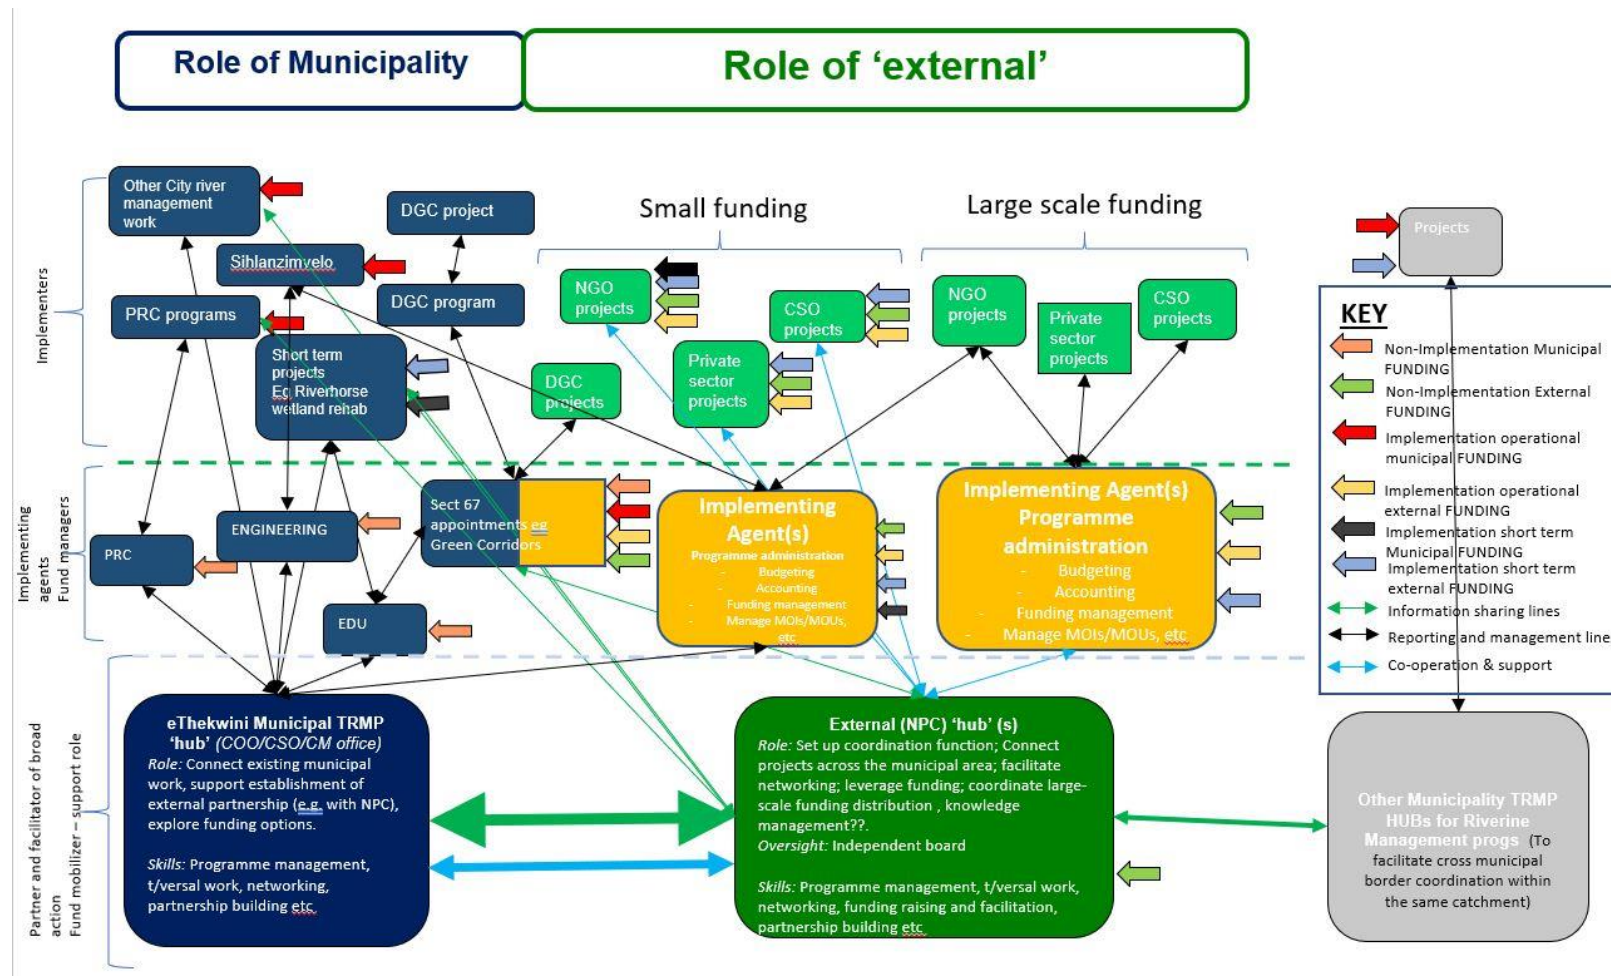 Role of Municipality
Role of ‘external’
Implementers
Other City river
management
work
Sihlanzimvelo
PRC programs
Short term
projects
Eg Riverhorse
wetland rehab
DGC project
DGC program
Small funding
NGO
projects
CSO
projects
Private
sector
projects
DGC
projects
Large scale funding
NGO
projects
Private
sector
projects
CSO
projects
Projects
KEY
Non-Implementation Municipal
FUNDING
Non-Implementation External
FUNDING
Implementation operational
municipal FUNDING
Implementation operational
external FUNDING
Implementation short term
Municipal FUNDING
Implementation short term
external FUNDING
Information sharing lines
Reporting and management line
Co-operation & support
Implementing
agents
Fund managers
PRC
ENGINEERING
EDU
Sect 67
appointments eg
Green Corridors
Implementing
Agent(s)
Programme administration
- Budgeting
- Accounting
- Funding management
- Manage MOIs/MOUs,
etc
Implementing Agent(s)
Programme
administration
- Budgeting
- Accounting
- Funding management
- Manage MOIs/MOUs, etc
Partner and facilitator of broad
action
Fund mobilizer – support role
eThekwini Municipal TRMP
‘hub’ (COO/CSO/CM office)
Role: Connect existing municipal
work, support establishment of
external partnership (e.g. with NPC),
explore funding options.
Skills: Programme management,
t/versal work, networking,
partnership building etc
External (NPC) ‘hub’ (s)
Role: Set up coordination function; Connect
projects across the municipal area; facilitate
networking; leverage funding; coordinate large-
scale funding distribution , knowledge
management??.
Oversight: Independent board
Skills: Programme management, t/versal work,
networking, funding raising and facilitation,
partnership building etc
Other Municipality TRMP
HUBs for Riverine
Management progs (To
facilitate cross municipal
border coordination within
the same catchment)